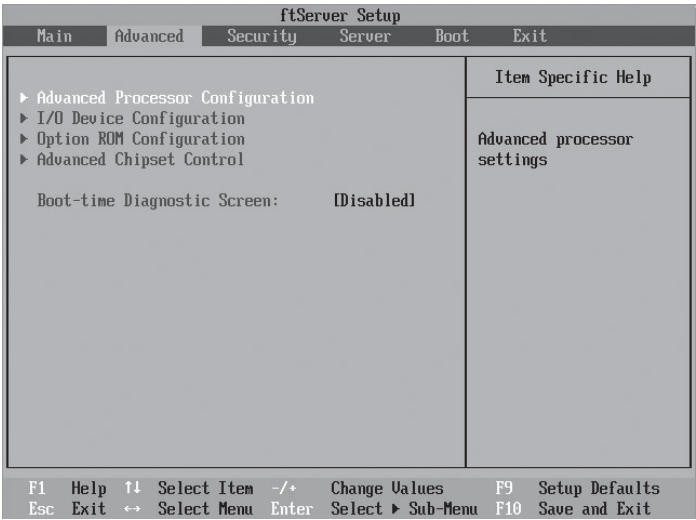 ftServer Setup
Main Advanced Security Server Boot Exit
Item Specific Help
▶ Advanced Processor Configuration
▶ I/O Device Configuration
▶ Option ROM Configuration
▶ Advanced Chipset Control
Boot-time Diagnostic Screen: [Disabled]
Advanced processor
settings
F1 Help ↑↓ Select Item -/+ Change Values F9 Setup Defaults
Esc Exit ↔ Select Menu Enter Select ▶ Sub-Menu F10 Save and Exit